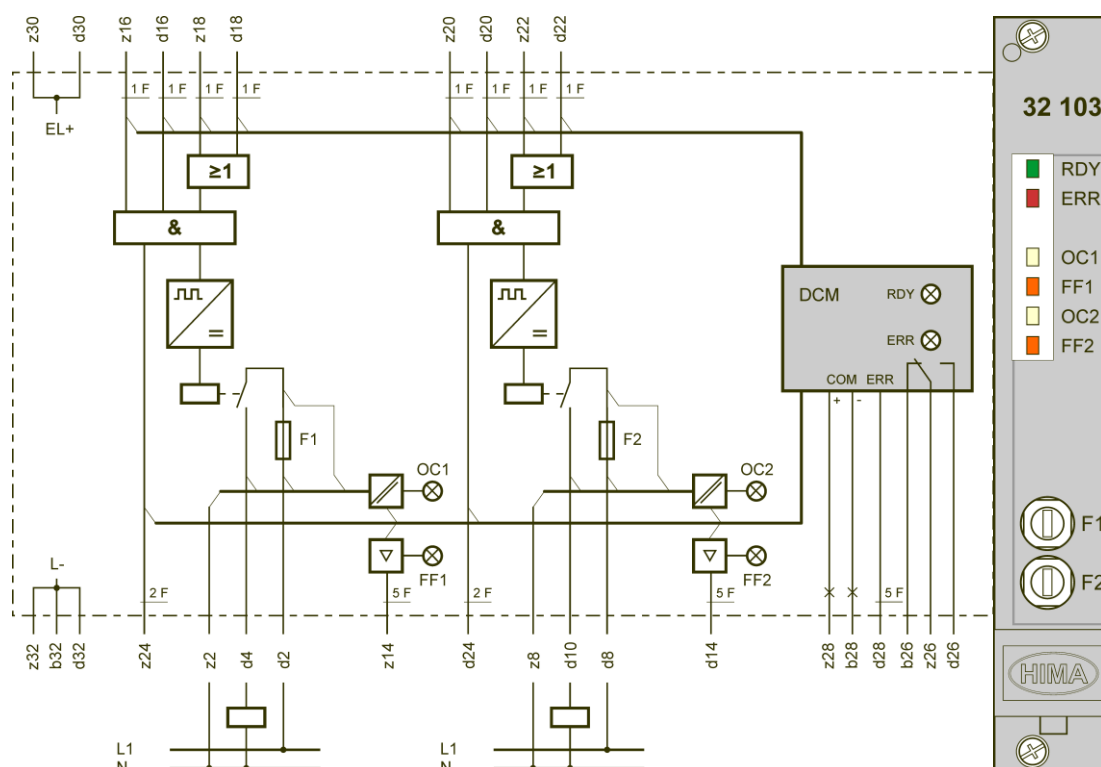 z30 d30 z16 d16 z18 d18 z20 d20 z22 d22
1 F 1 F 1 F 1 F 1 F 1 F 1 F 1 F
EL+
≥1 ≥1
& &
DCM RDY
ERR
COM ERR
+ -
F1 F2
OC1 OC2
FF1 FF2
L-
2 F 5 F 2 F 5 F 5 F
z32 b32 d32 z24 z2 d4 d2 z14 d24 z8 d10 d8 d14 z28 b28 d28 b26 z26 d26
L1 L1
N N
32 103
RDY
ERR
OC1
FF1
OC2
FF2
F1
F2
HIMA